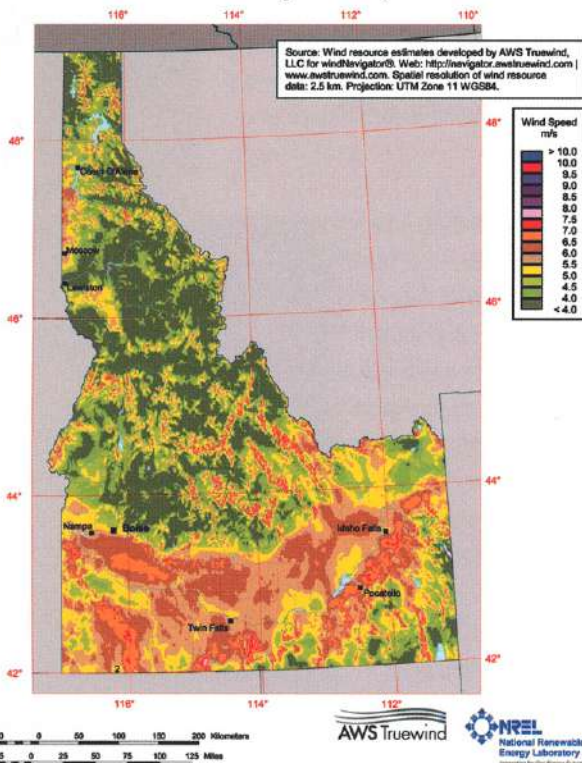 116°
114°
112°
110°
Source: Wind resource estimates developed by AWS Truewind,
LLC for windNavigator®. Web: http://navigator.awstruewind.com |
www.awstruewind.com. Spatial resolution of wind resource
data: 2.5 km. Projection: UTM Zone 11 WGS84.
Wind Speed
m/s
> 10.0
10.0
9.5
9.0
8.5
8.0
7.5
7.0
6.5
6.0
5.5
5.0
4.5
4.0
< 4.0
48°
48°
Coeur D'Alene
Moscow
Lewiston
46°
46°
44°
44°
Nampa
Boise
Idaho Falls
Pocatello
Twin Falls
42°
2
42°
116°
114°
112°
0 50 100 150 200 Kilometers
0 25 50 75 100 125 Miles
AWS Truewind
NREL
National Renewable
Energy Laboratory